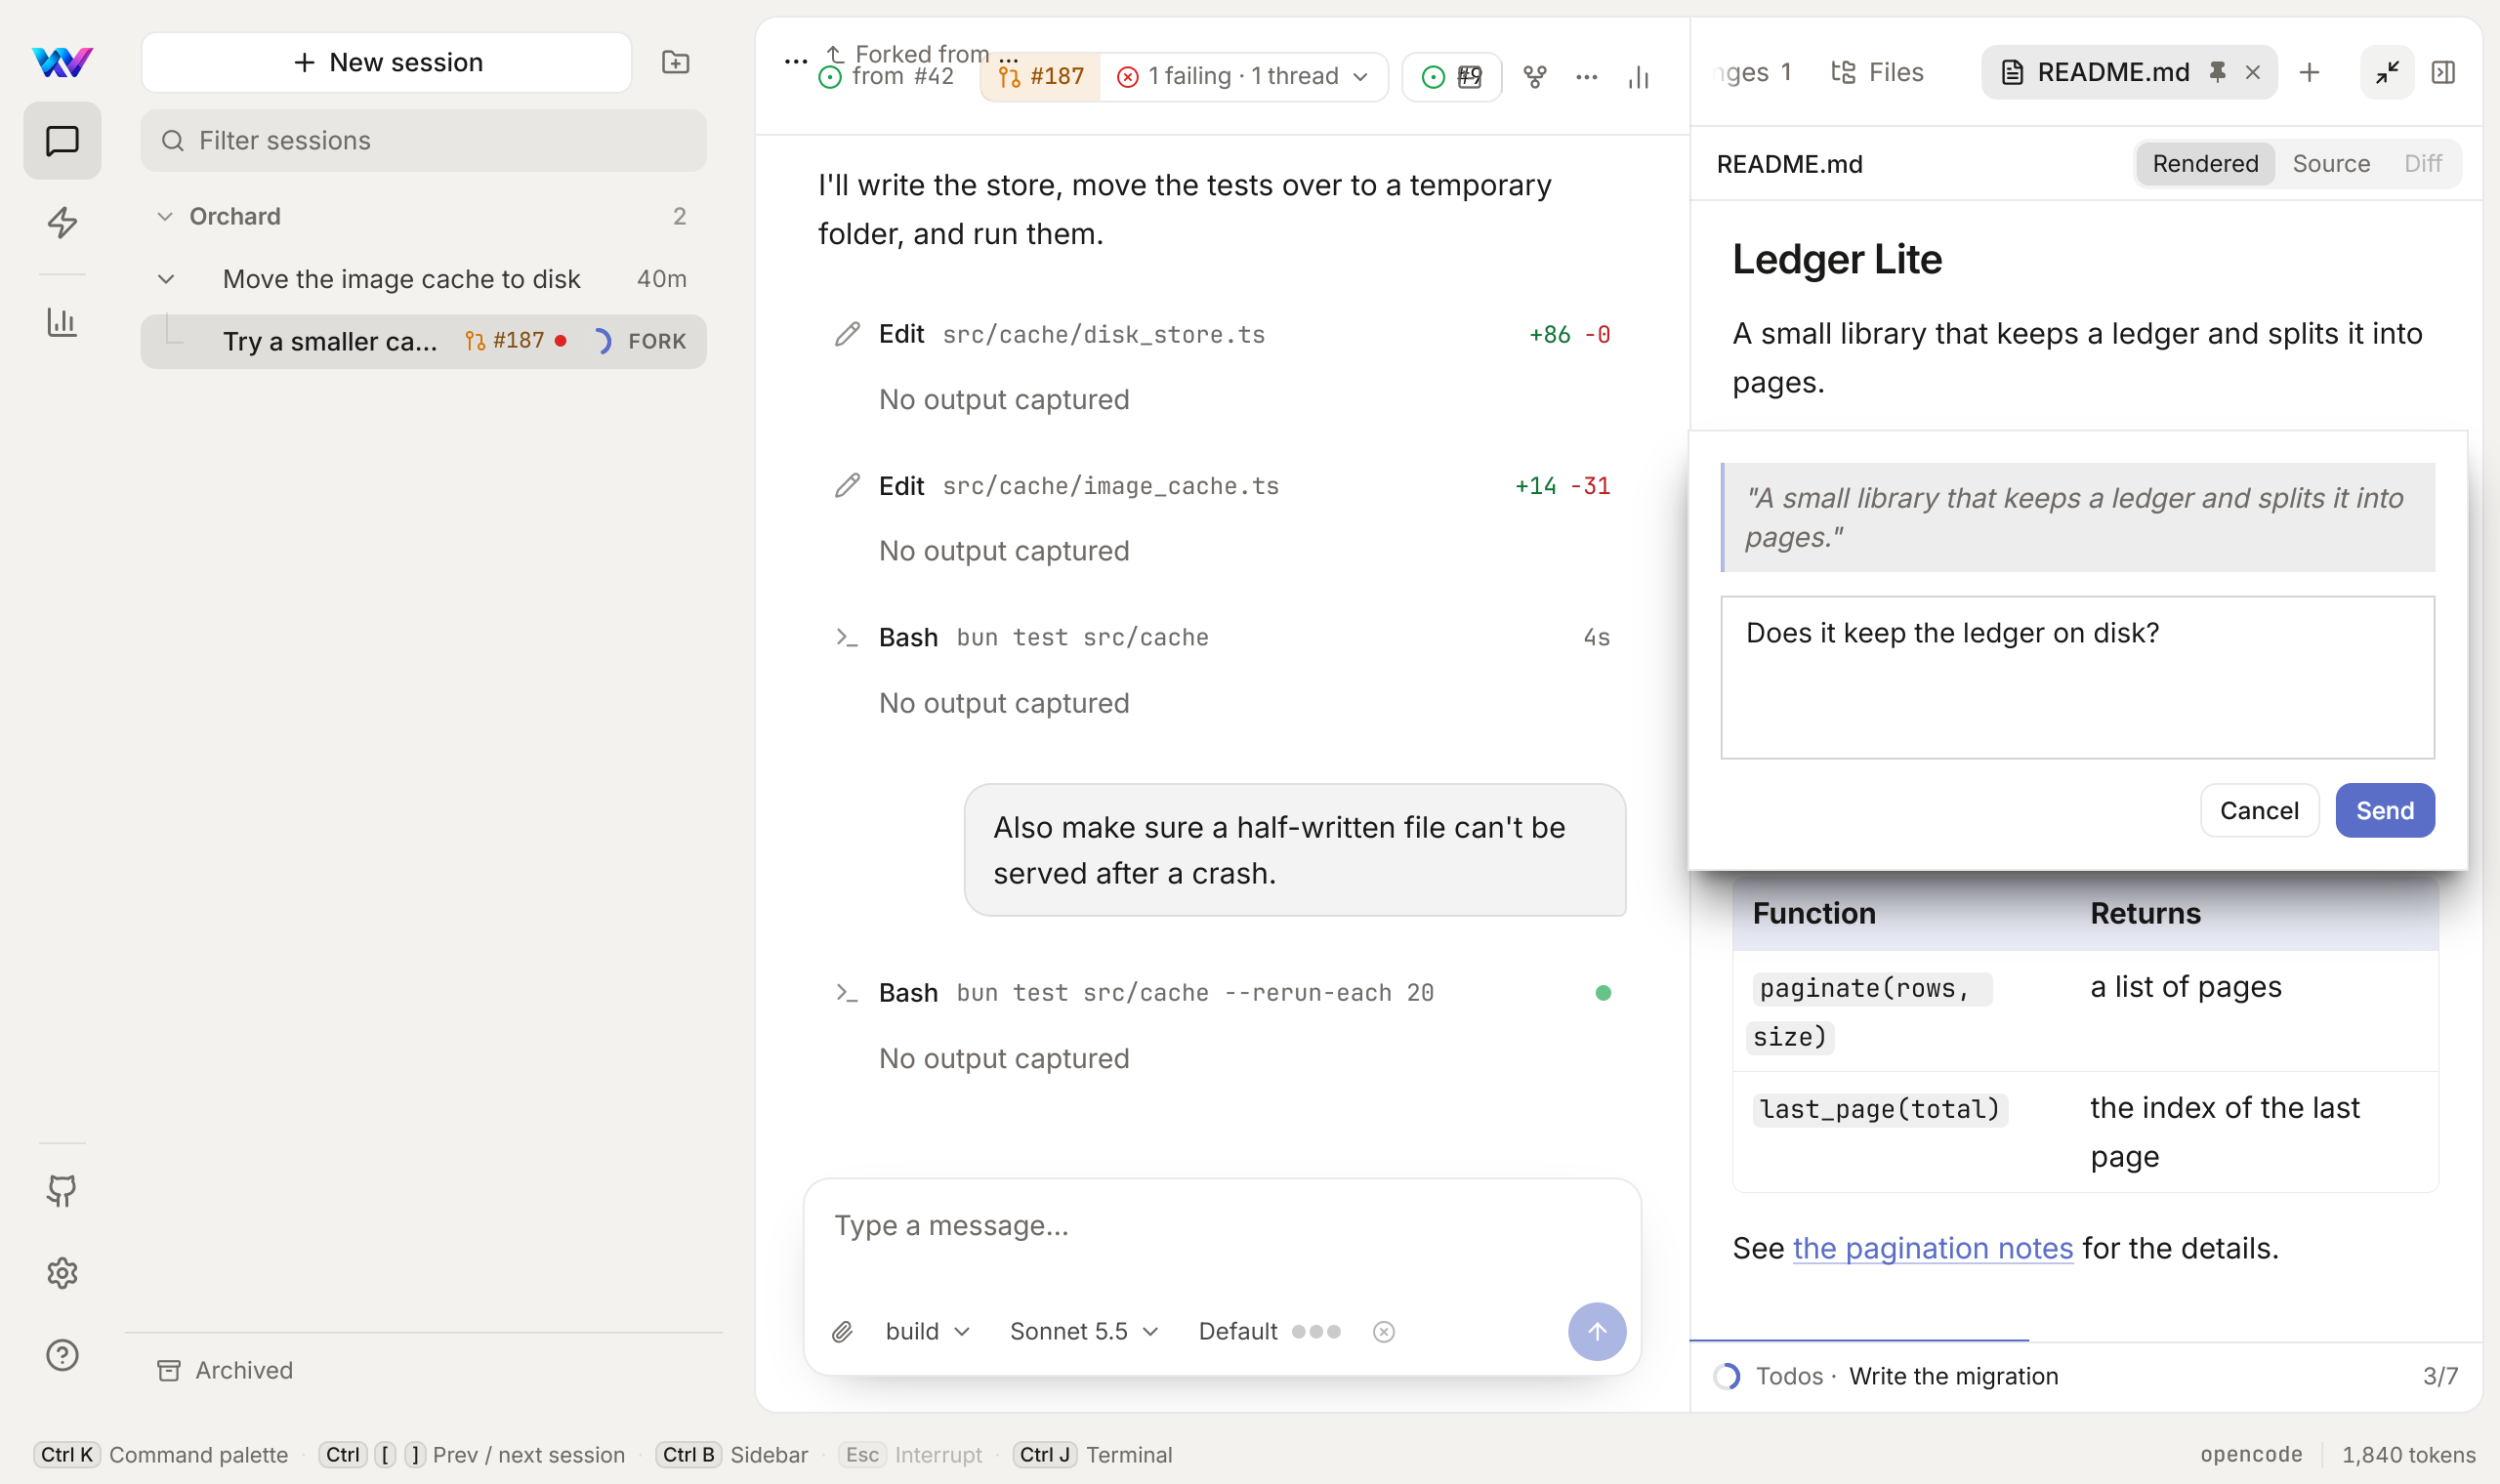 New session
Filter sessions
Orchard 2
Move the image cache to disk 40m
Try a smaller ca... #187 FORK
Archived
Forked from ...
from #42 #187 1 failing · 1 thread #9
I'll write the store, move the tests over to a temporary
folder, and run them.
Edit src/cache/disk_store.ts +86 -0
No output captured
Edit src/cache/image_cache.ts +14 -31
No output captured
Bash bun test src/cache 4s
No output captured
Also make sure a half-written file can't be
served after a crash.
Bash bun test src/cache --rerun-each 20
No output captured
Type a message...
build Sonnet 5.5 Default
nges 1 Files README.md
README.md Rendered Source Diff
Ledger Lite
A small library that keeps a ledger and splits it into
pages.
"A small library that keeps a ledger and splits it into
pages."
Does it keep the ledger on disk?
Cancel Send
Function Returns
paginate(rows, a list of pages
size)
last_page(total) the index of the last
page
See the pagination notes for the details.
Todos · Write the migration 3/7
Ctrl K Command palette · Ctrl [ ] Prev / next session · Ctrl B Sidebar · Esc Interrupt · Ctrl J Terminal
opencode 1,840 tokens